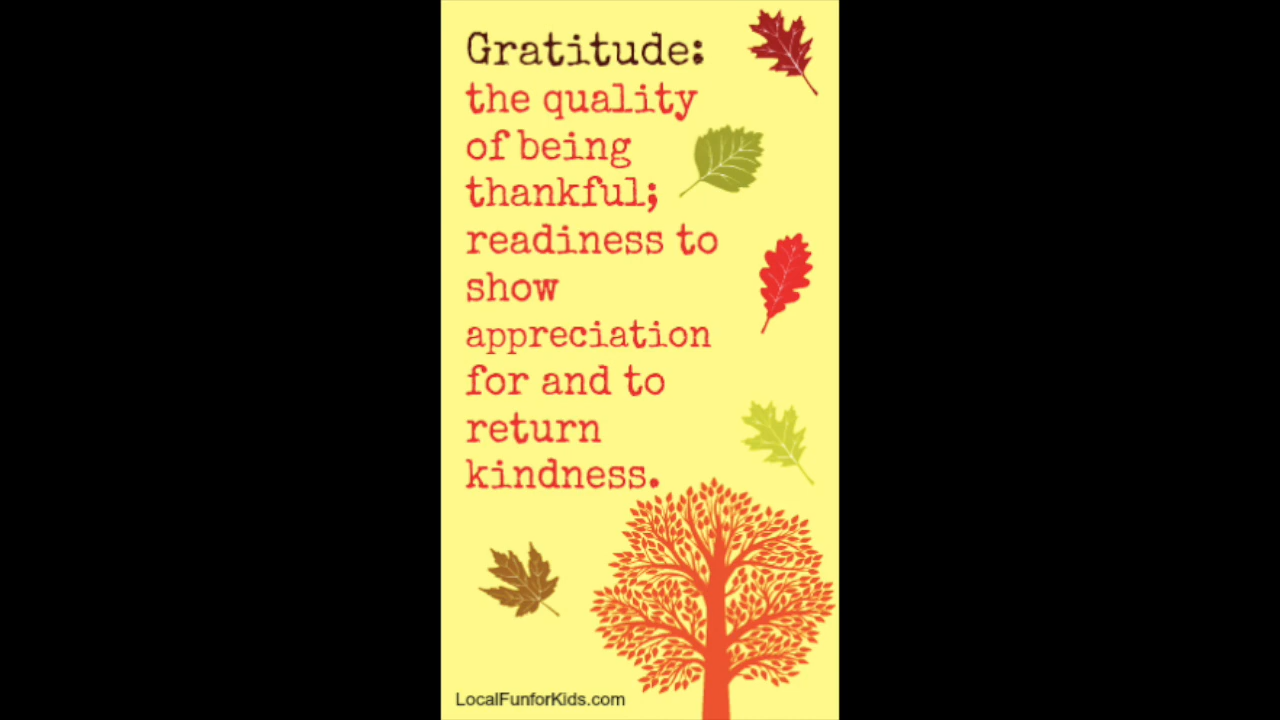 Gratitude:
the quality
of being
thankful;
readiness to
show
appreciation
for and to
return
kindness.
LocalFunforKids.com